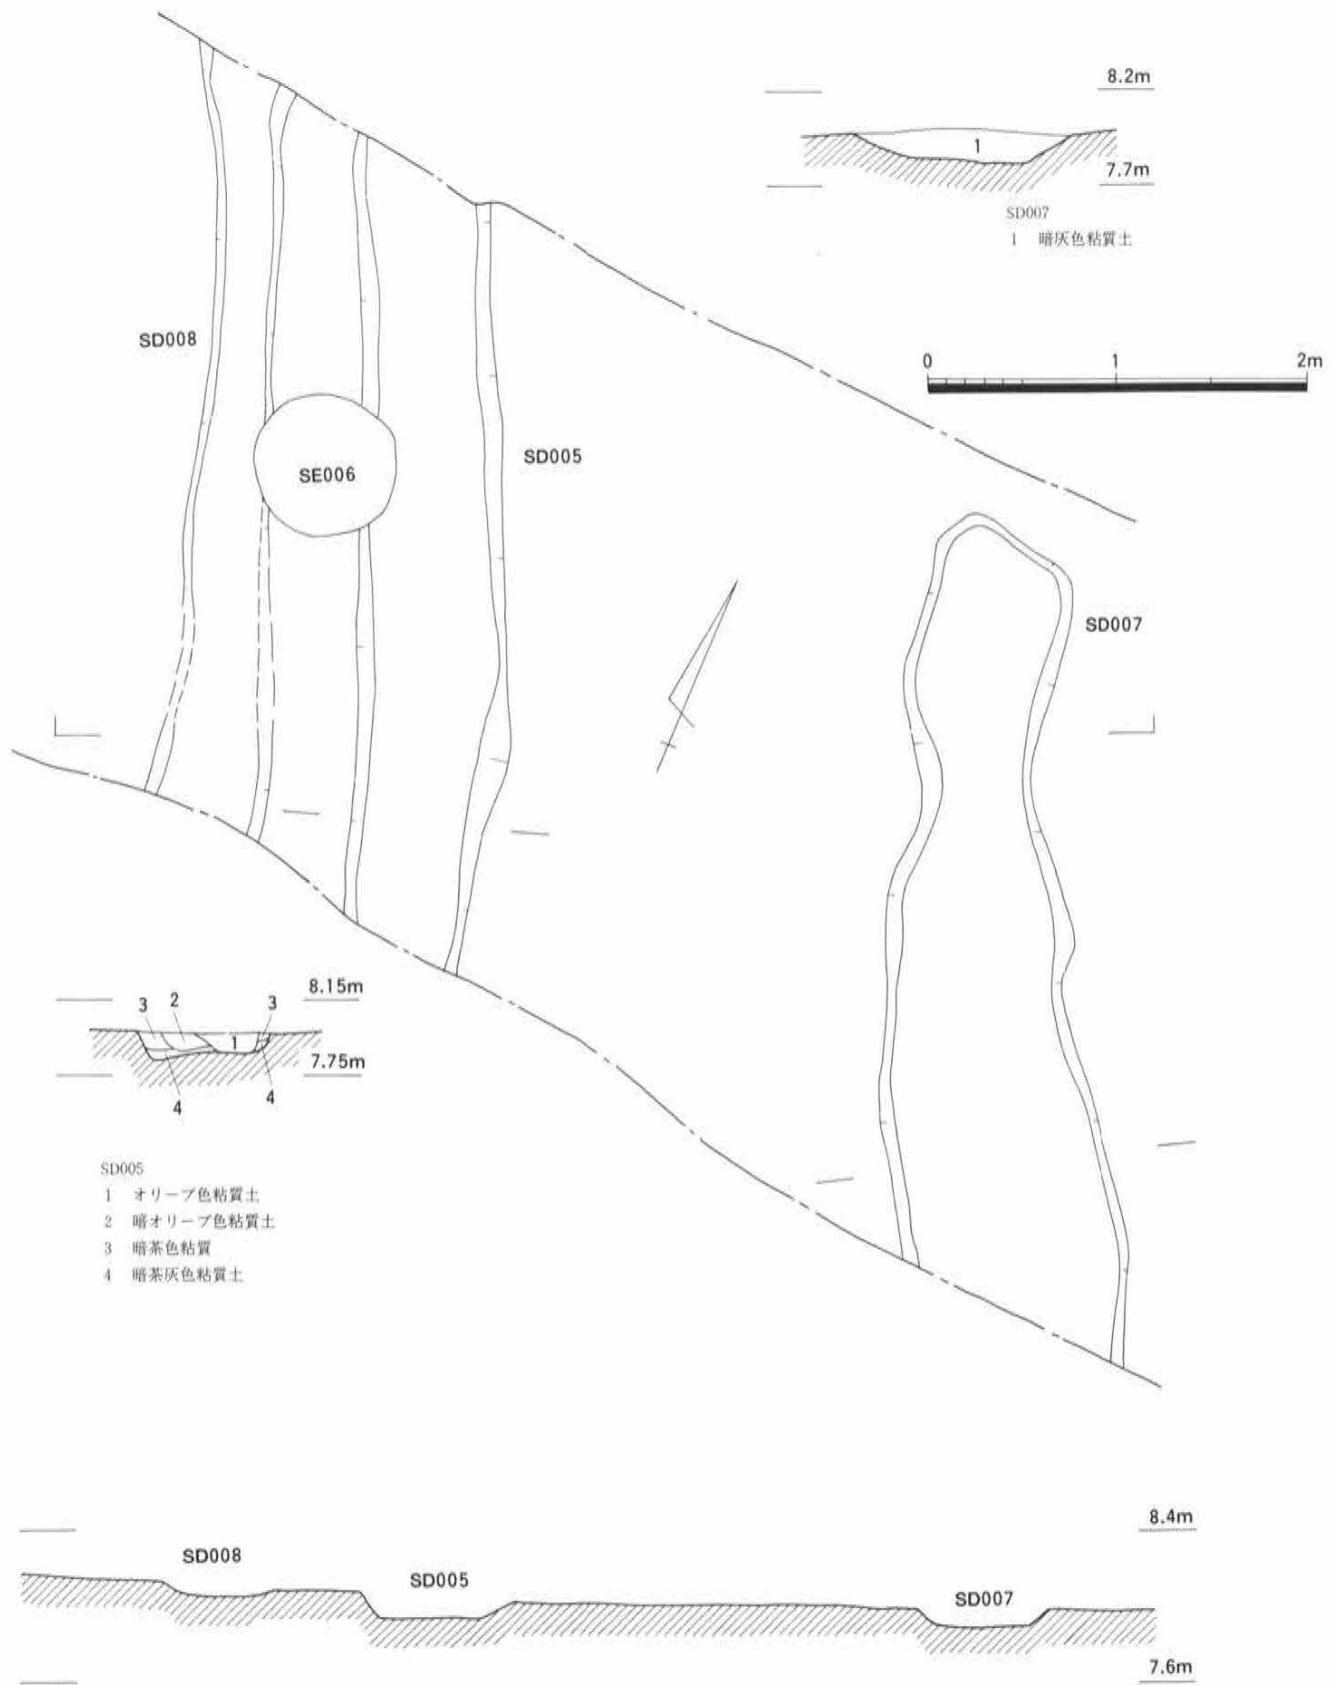 8.2m
1
7.7m
SD007
1 暗灰色粘質土
SD008
0 1 2m
SE006
SD005
SD007
8.15m
3 2 3
1
7.75m
4 4
SD005
1 オリーブ色粘質土
2 暗オリーブ色粘質土
3 暗茶色粘質
4 暗茶灰色粘質土
8.4m
SD008
SD005
SD007
7.6m